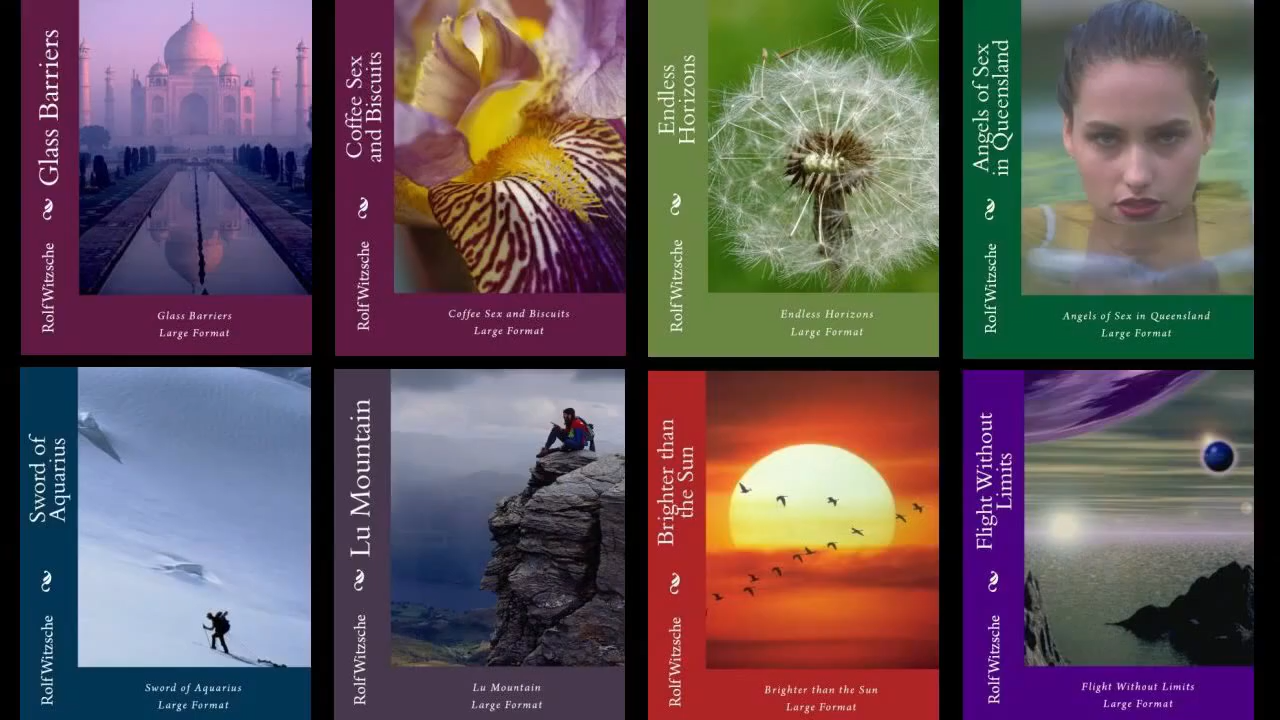 Glass Barriers
Rolf Witzsche
Glass Barriers
Large Format
Coffee Sex
and Biscuits
Rolf Witzsche
Coffee Sex and Biscuits
Large Format
Endless
Horizons
Rolf Witzsche
Endless Horizons
Large Format
Angels of Sex
in Queensland
Rolf Witzsche
Angels of Sex in Queensland
Large Format
Sword of
Aquarius
Rolf Witzsche
Sword of Aquarius
Large Format
Lu Mountain
Rolf Witzsche
Lu Mountain
Large Format
Brighter than
the Sun
Rolf Witzsche
Brighter than the Sun
Large Format
Flight Without
Limits
Rolf Witzsche
Flight Without Limits
Large Format